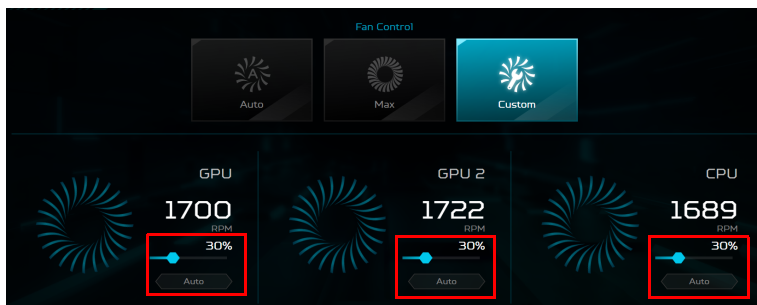 Fan Control
A
Auto
Max
Custom
GPU
1700
RPM
30%
Auto
GPU 2
1722
RPM
30%
Auto
CPU
1689
RPM
30%
Auto